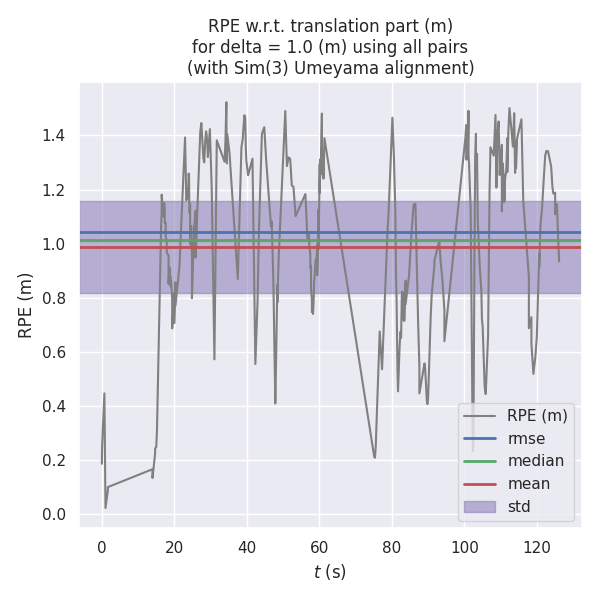 RPE w.r.t. translation part (m)
for delta = 1.0 (m) using all pairs
(with Sim(3) Umeyama alignment)
RPE (m)
1.4
1.2
1.0
0.8
0.6
0.4
0.2
0.0
0
20
40
60
80
100
120
t (s)
RPE (m)
rmse
median
mean
std